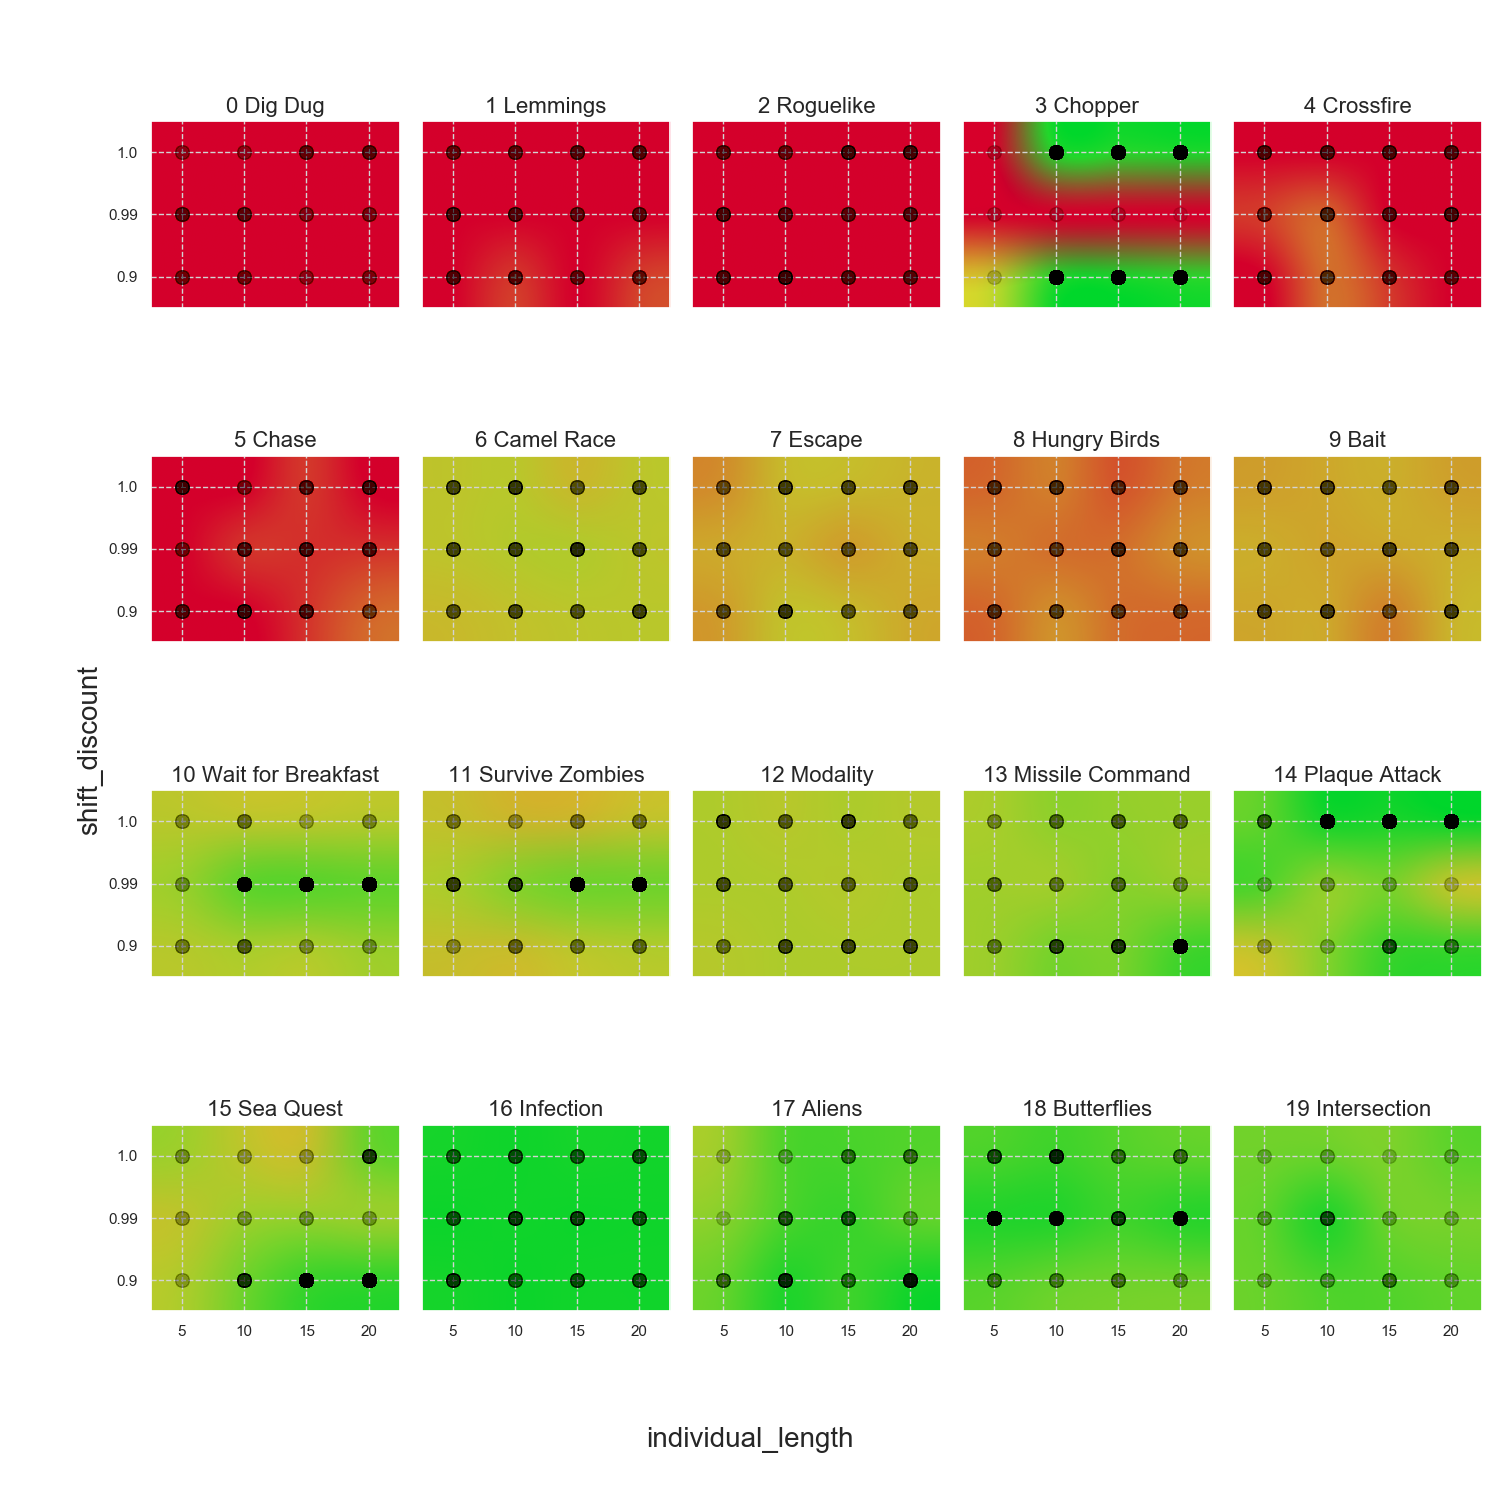 0 Dig Dug
1 Lemmings
2 Roguelike
3 Chopper
4 Crossfire
1.0
0.99
0.9
5 Chase
6 Camel Race
7 Escape
8 Hungry Birds
9 Bait
1.0
0.99
0.9
shift_discount
10 Wait for Breakfast
11 Survive Zombies
12 Modality
13 Missile Command
14 Plaque Attack
1.0
0.99
0.9
15 Sea Quest
16 Infection
17 Aliens
18 Butterflies
19 Intersection
1.0
0.99
0.9
5 10 15 20
5 10 15 20
5 10 15 20
5 10 15 20
5 10 15 20
individual_length